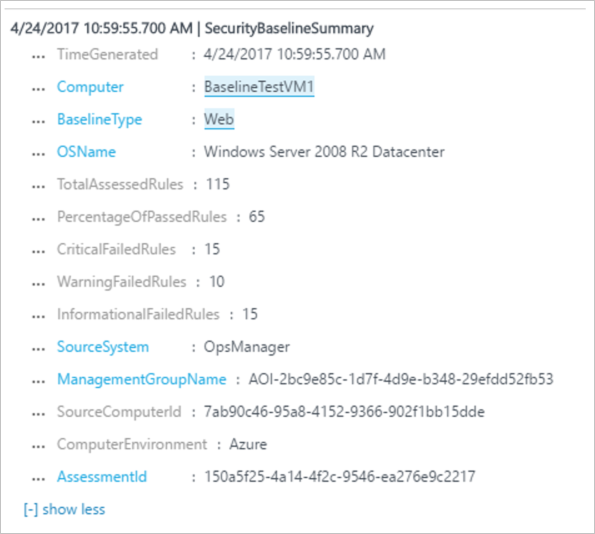 4/24/2017 10:59:55.700 AM | SecurityBaselineSummary
... TimeGenerated : 4/24/2017 10:59:55.700 AM
... Computer : BaselineTestVM1
... BaselineType : Web
... OSName : Windows Server 2008 R2 Datacenter
... TotalAssessedRules : 115
... PercentageOfPassedRules : 65
... CriticalFailedRules : 15
... WarningFailedRules : 10
... InformationalFailedRules : 15
... SourceSystem : OpsManager
... ManagementGroupName : AOI-2bc9e85c-1d7f-4d9e-b348-29efdd52fb53
... SourceComputerId : 7ab90c46-95a8-4152-9366-902f1bb15dde
... ComputerEnvironment : Azure
... AssessmentId : 150a5f25-4a14-4f2c-9546-ea276e9c2217
[-] show less